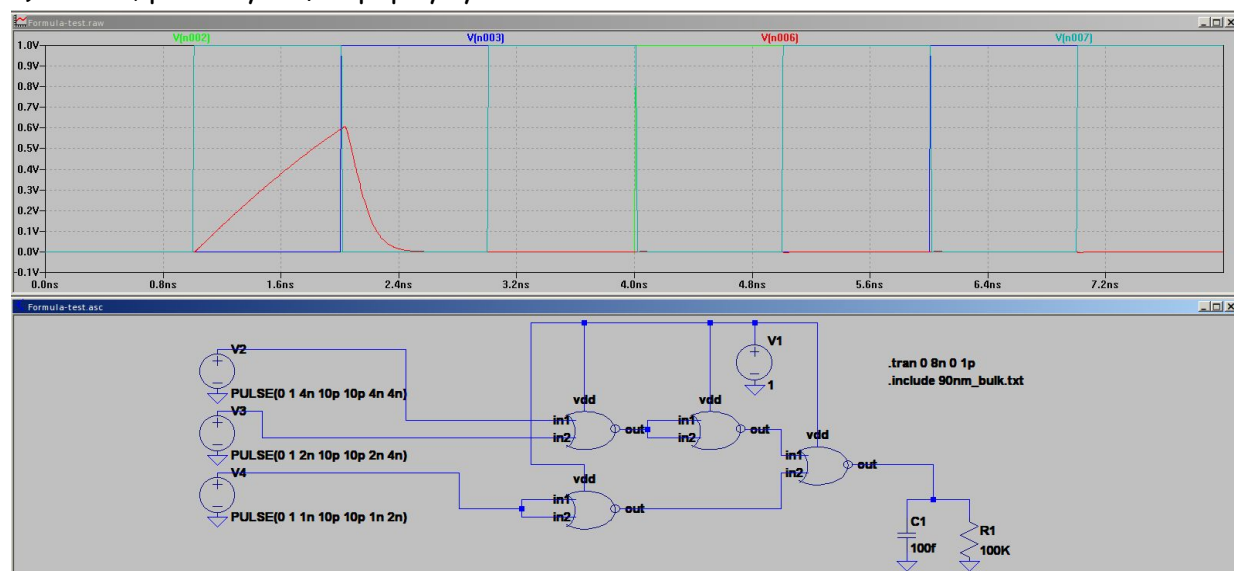 Formula-test.raw
V(n002) V(n003) V(n006) V(n007)
1.0V
0.9V
0.8V
0.7V
0.6V
0.5V
0.4V
0.3V
0.2V
0.1V
0.0V
-0.1V
0.0ns 0.8ns 1.6ns 2.4ns 3.2ns 4.0ns 4.8ns 5.6ns 6.4ns 7.2ns
Formula-test.asc
V2
PULSE(0 1 4n 10p 10p 4n 4n)
V3
PULSE(0 1 2n 10p 10p 2n 4n)
V4
PULSE(0 1 1n 10p 10p 1n 2n)
vdd
in1
in2
out
vdd
in1
in2
out
V1
1
vdd
in1
in2
out
vdd
in1
in2
out
.tran 0 8n 0 1p
.include 90nm_bulk.txt
C1
100f
R1
100K